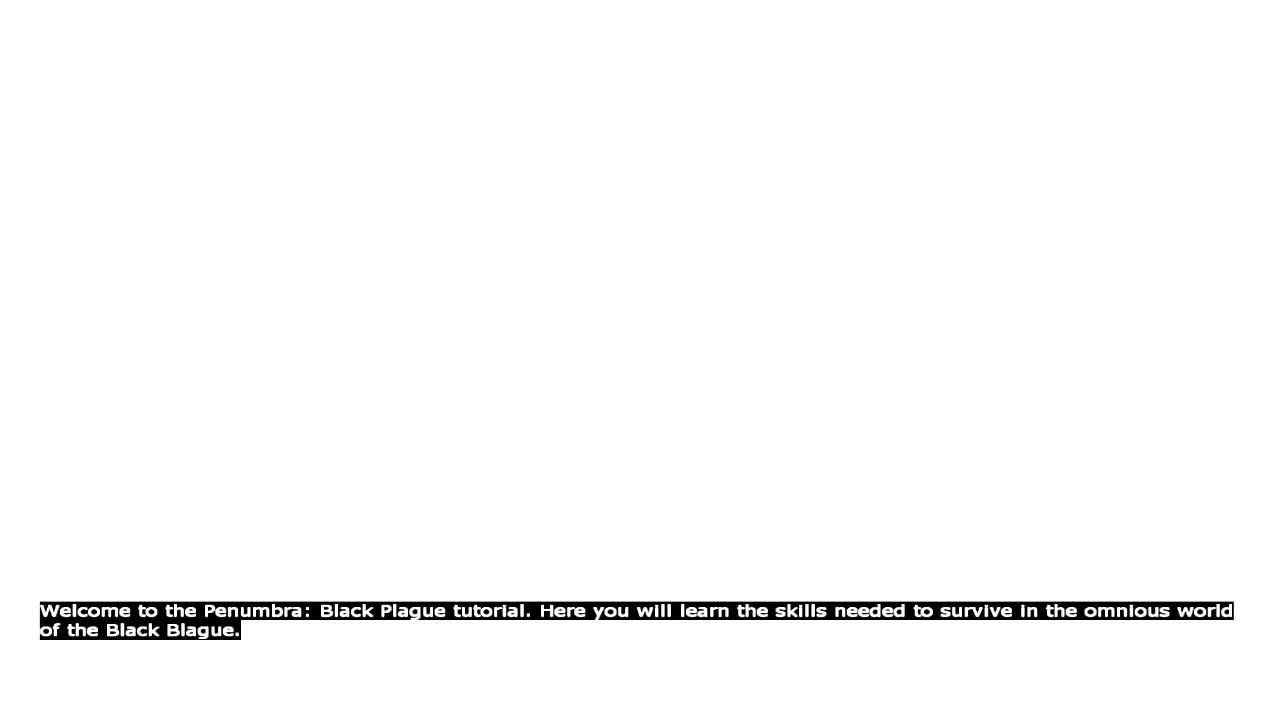 Welcome to the Penumbra: Black Plague tutorial. Here you will learn the skills needed to survive in the omnious world
of the Black Blague.